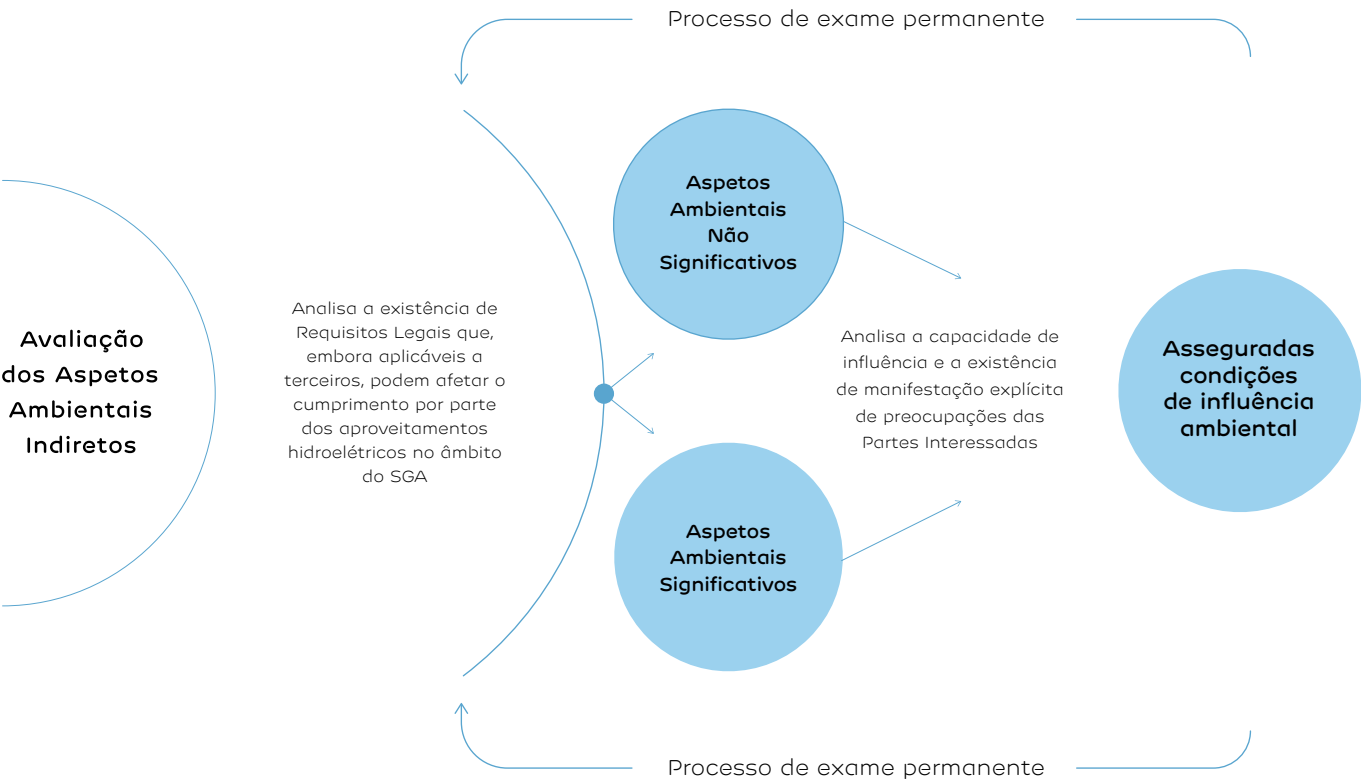 Processo de exame permanente
Avaliação
dos Aspetos
Ambientais
Indiretos
Analisa a existência de
Requisitos Legais que,
embora aplicáveis a
terceiros, podem afetar o
cumprimento por parte
dos aproveitamentos
hidroelétricos no âmbito
do SGA
Aspetos
Ambientais
Não
Significativos
Aspetos
Ambientais
Significativos
Analisa a capacidade de
influência e a existência
de manifestação explícita
de preocupações das
Partes Interessadas
Asseguradas
condições
de influência
ambiental
Processo de exame permanente